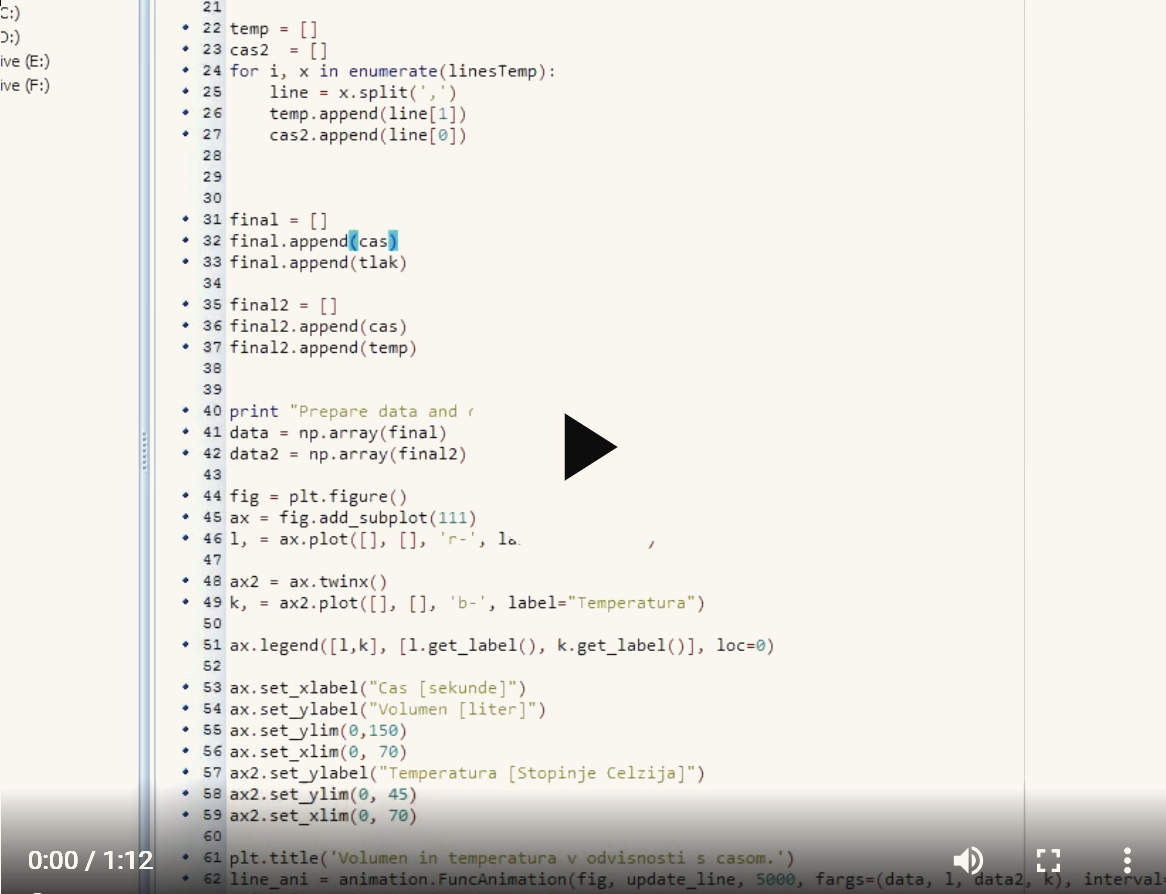 C:)
D:)
ive (E:)
ive (F:)
21
22 temp = []
23 cas2  = []
24 for i, x in enumerate(linesTemp):
25     line = x.split(',')
26     temp.append(line[1])
27     cas2.append(line[0])
28
29
30
31 final = []
32 final.append(cas)
33 final.append(tlak)
34
35 final2 = []
36 final2.append(cas)
37 final2.append(temp)
38
39
40 print "Prepare data and
41 data = np.array(final)
42 data2 = np.array(final2)
43
44 fig = plt.figure()
45 ax = fig.add_subplot(111)
46 l, = ax.plot([], [], 'r-', la
47
48 ax2 = ax.twinx()
49 k, = ax2.plot([], [], 'b-', label="Temperatura")
50
51 ax.legend([l,k], [l.get_label(), k.get_label()], loc=0)
52
53 ax.set_xlabel("Cas [sekunde]")
54 ax.set_ylabel("Volumen [liter]")
55 ax.set_ylim(0,150)
56 ax.set_xlim(0, 70)
57 ax2.set_ylabel("Temperatura [Stopinje Celzija]")
58 ax2.set_ylim(0, 45)
59 ax2.set_xlim(0, 70)
60
61 plt.title('Volumen in temperatura v odvisnosti s casom.')
62 line_ani = animation.FuncAnimation(fig, update_line, 5000, fargs=(data, l, data2, k), interval
0:00 / 1:12